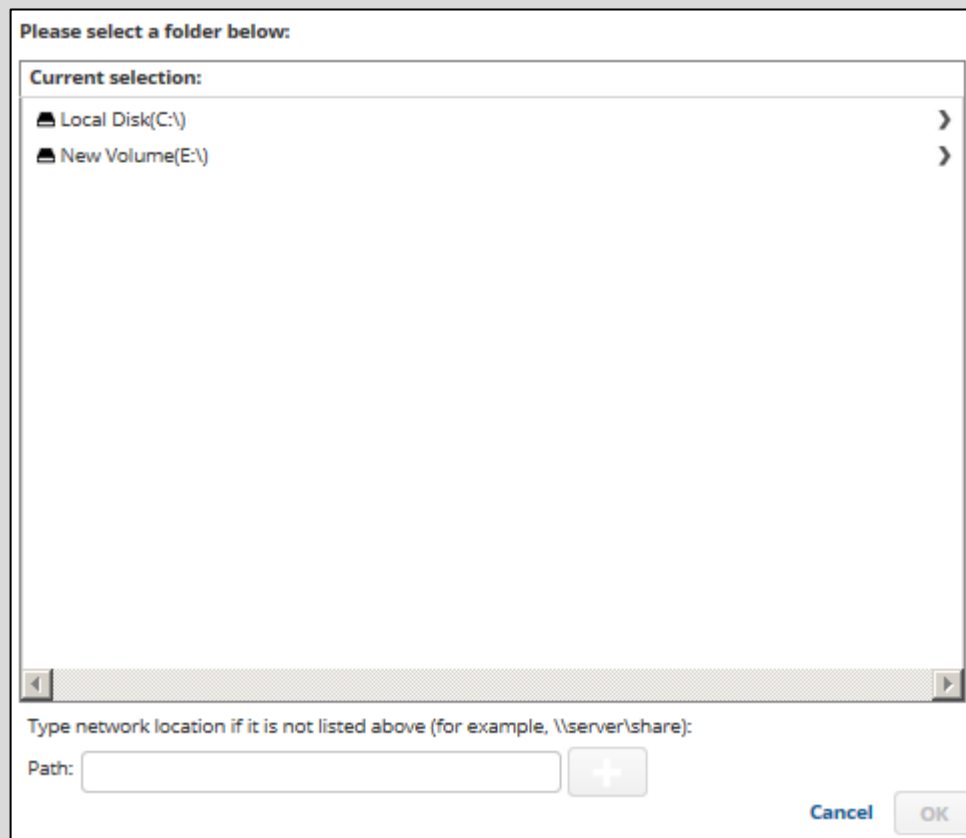 Please select a folder below:
Current selection:
Local Disk(C:\)
New Volume(E:\)
Type network location if it is not listed above (for example, \\server\share):
Path:
Cancel
OK